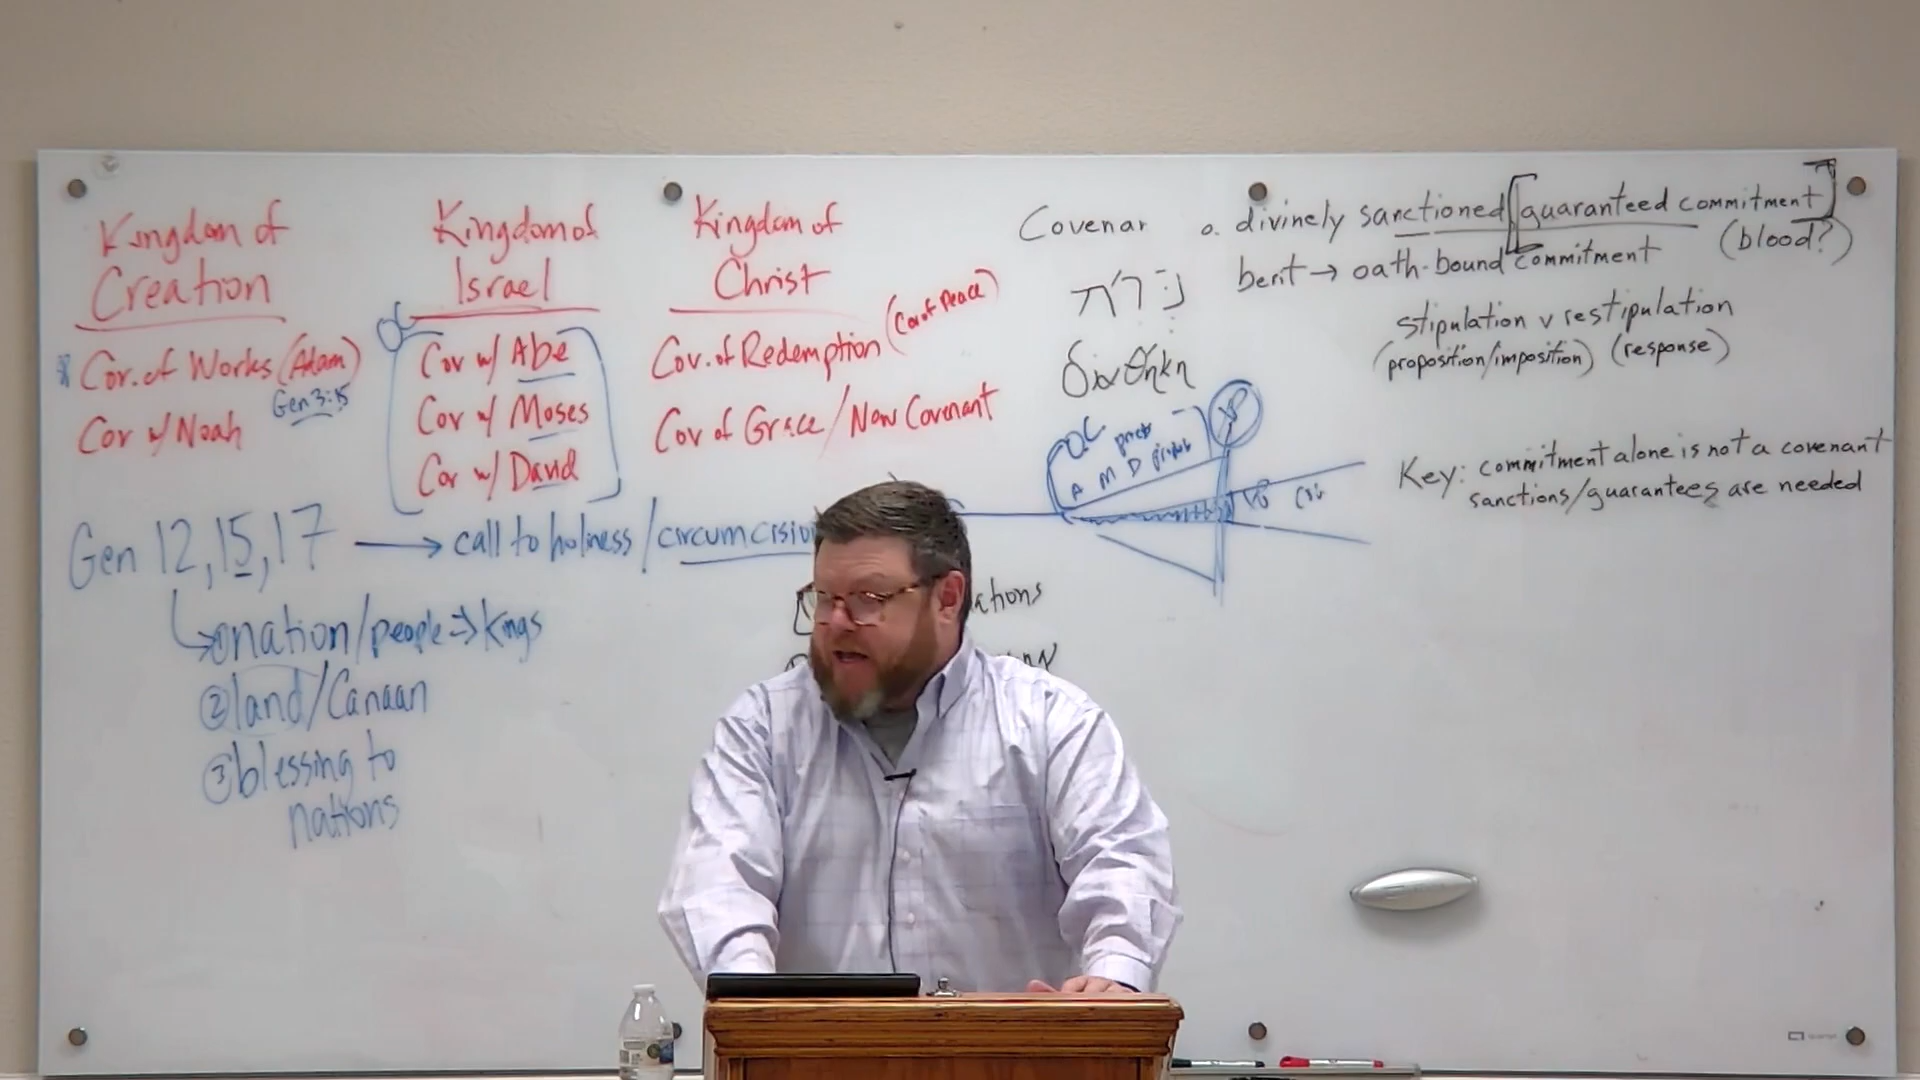 Kingdom of
Creation
Cov. of Works (Adam)
Gen 3:15
Cov w/ Noah
Kingdom of
Israel
OC
Cov w/ Abe
Cov w/ Moses
Cov w/ David
Kingdom of
Christ
Cov. of Redemption (Cov of Peace)
Cov of Grace / New Covenant
Gen 12, 15, 17 → call to holiness / circumcision
① nation/people → Kings
② land/Canaan
③ blessing to
nations
Covenant
διαθήκη
a divinely sanctioned [guaranteed commitment]
(blood?)
berit → oath-bound commitment
stipulation v restipulation
(proposition/imposition) (response)
Key: commitment alone is not a covenant
sanctions/guarantees are needed
OC
A M D